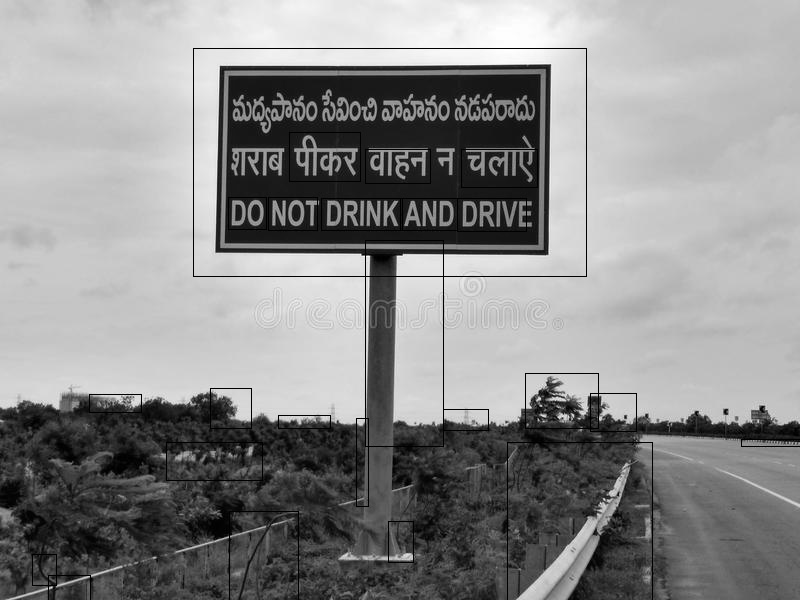 మద్యపానం సేవించి వాహనం నడపరాదు
शराब पीकर वाहन न चलाऐ
DO NOT DRINK AND DRIVE
dreamstime